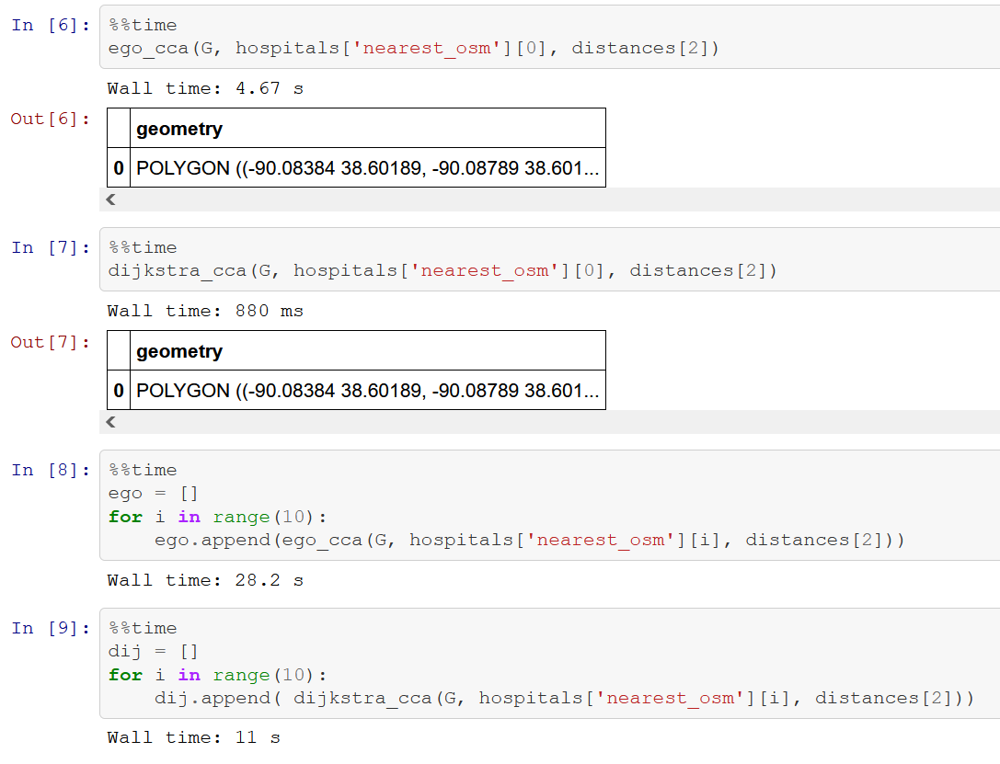 In [6]: %%time
ego_cca(G, hospitals['nearest_osm'][0], distances[2])
Wall time: 4.67 s
Out[6]:
geometry
0 POLYGON ((-90.08384 38.60189, -90.08789 38.601...
In [7]: %%time
dijkstra_cca(G, hospitals['nearest_osm'][0], distances[2])
Wall time: 880 ms
Out[7]:
geometry
0 POLYGON ((-90.08384 38.60189, -90.08789 38.601...
In [8]: %%time
ego = []
for i in range(10):
    ego.append(ego_cca(G, hospitals['nearest_osm'][i], distances[2]))
Wall time: 28.2 s
In [9]: %%time
dij = []
for i in range(10):
    dij.append( dijkstra_cca(G, hospitals['nearest_osm'][i], distances[2]))
Wall time: 11 s